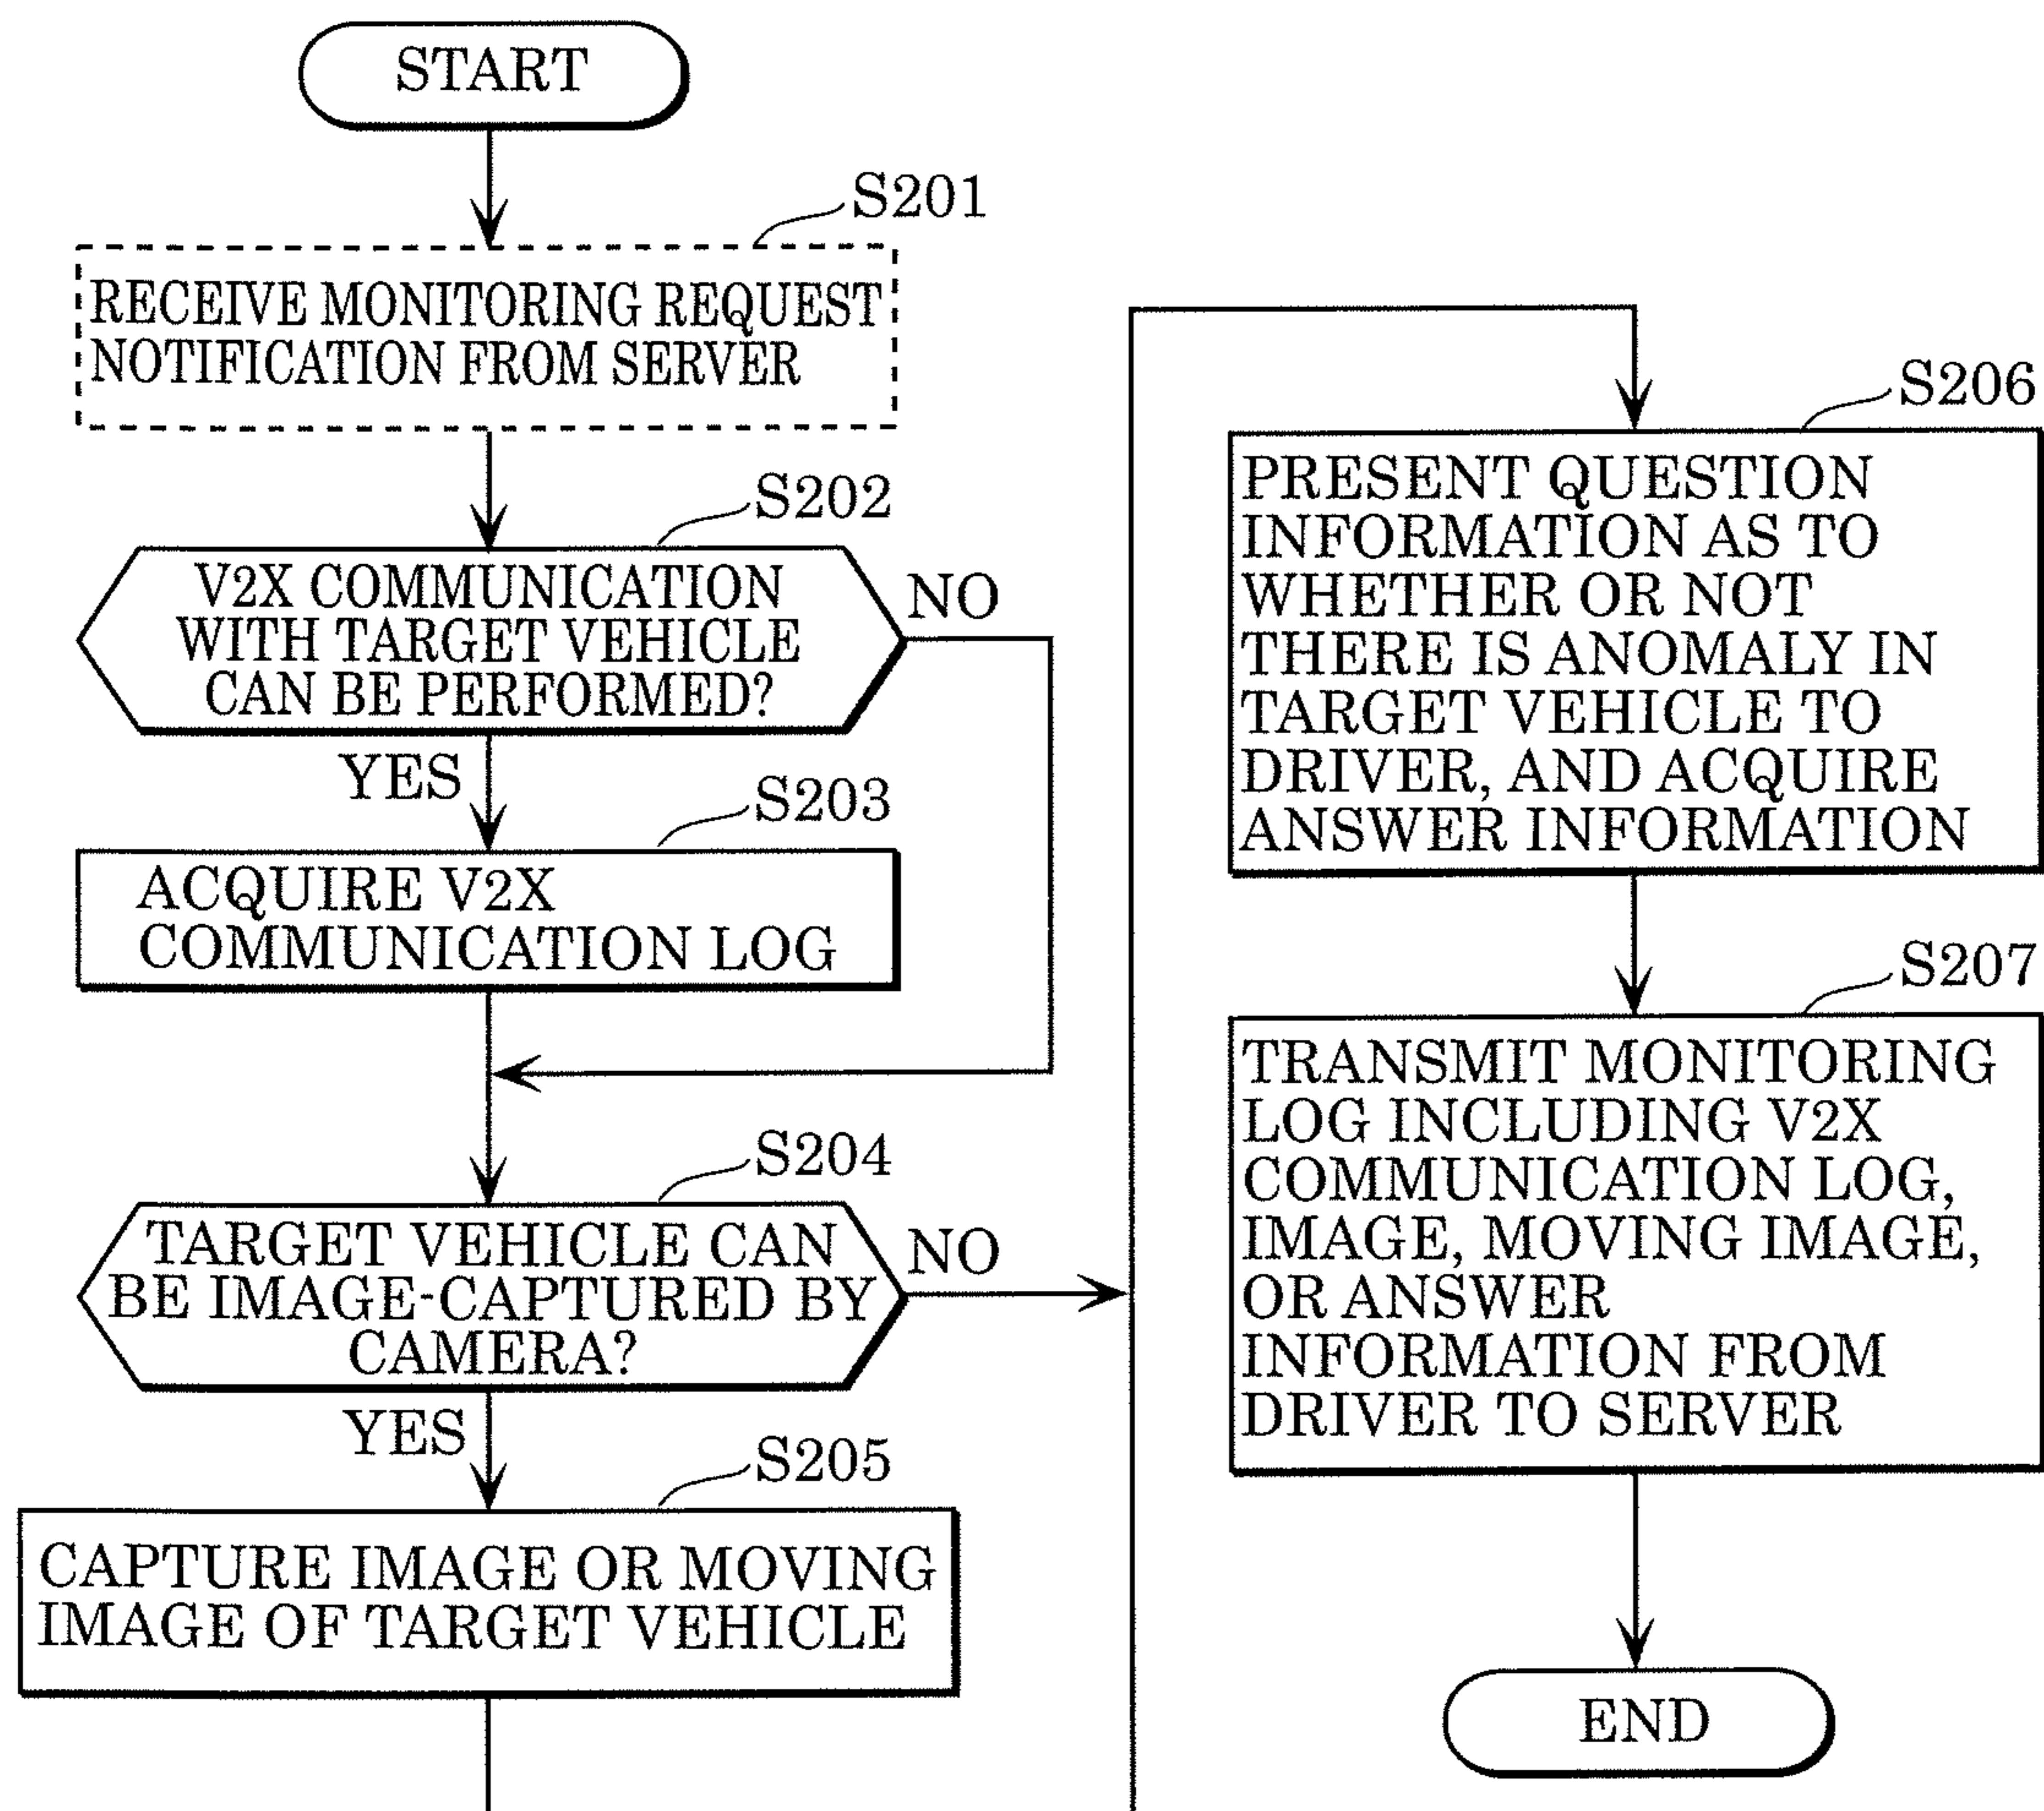 START
S201
RECEIVE MONITORING REQUEST
NOTIFICATION FROM SERVER
S202
V2X COMMUNICATION
WITH TARGET VEHICLE
CAN BE PERFORMED?
NO
YES
S203
ACQUIRE V2X
COMMUNICATION LOG
S204
TARGET VEHICLE CAN
BE IMAGE-CAPTURED BY
CAMERA?
NO
YES
S205
CAPTURE IMAGE OR MOVING
IMAGE OF TARGET VEHICLE
S206
PRESENT QUESTION
INFORMATION AS TO
WHETHER OR NOT
THERE IS ANOMALY IN
TARGET VEHICLE TO
DRIVER, AND ACQUIRE
ANSWER INFORMATION
S207
TRANSMIT MONITORING
LOG INCLUDING V2X
COMMUNICATION LOG,
IMAGE, MOVING IMAGE,
OR ANSWER
INFORMATION FROM
DRIVER TO SERVER
END